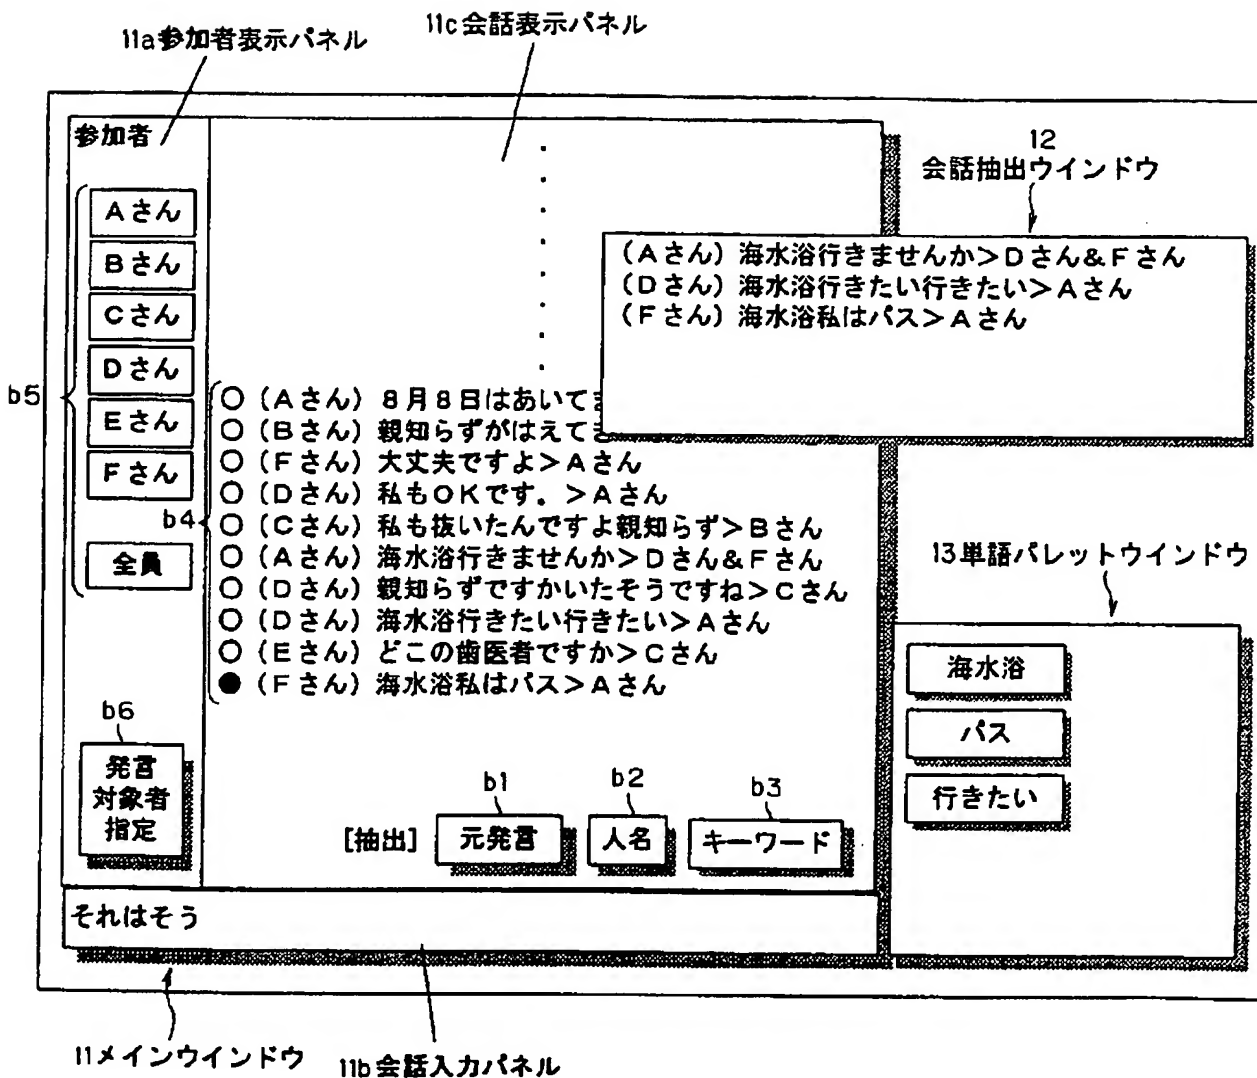 11a参加者表示パネル
11c会話表示パネル
参加者
Aさん
Bさん
Cさん
Dさん
Eさん
Fさん
全員
b5
b4
b6
発言
対象者
指定
○(Aさん)8月8日はあいてま
○(Bさん)親知らずがはえてき
○(Fさん)大丈夫ですよ>Aさん
○(Dさん)私もOKです。>Aさん
○(Cさん)私も抜いたんですよ親知らず>Bさん
○(Aさん)海水浴行きませんか>Dさん&Fさん
○(Dさん)親知らずですかいたそうですね>Cさん
○(Dさん)海水浴行きたい行きたい>Aさん
○(Eさん)どこの歯医者ですか>Cさん
●(Fさん)海水浴私はパス>Aさん
b1
b2
b3
[抽出] 元発言 人名 キーワード
それはそう
12
会話抽出ウインドウ
(Aさん)海水浴行きませんか>Dさん&Fさん
(Dさん)海水浴行きたい行きたい>Aさん
(Fさん)海水浴私はパス>Aさん
13単語パレットウインドウ
海水浴
パス
行きたい
11メインウインドウ
11b会話入力パネル